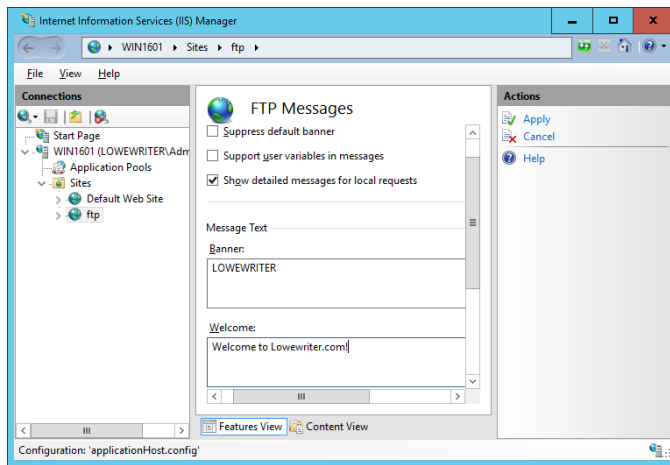 Internet Information Services (IIS) Manager
WIN1601 Sites ftp
File View Help
Connections
Start Page
WIN1601 (LOWEWRITER\Adm
Application Pools
Sites
Default Web Site
ftp
FTP Messages
Suppress default banner
Support user variables in messages
Show detailed messages for local requests
Message Text
Banner:
LOWEWRITER
Welcome:
Welcome to Lowewriter.com!
Features View Content View
Actions
Apply
Cancel
Help
Configuration: 'applicationHost.config'